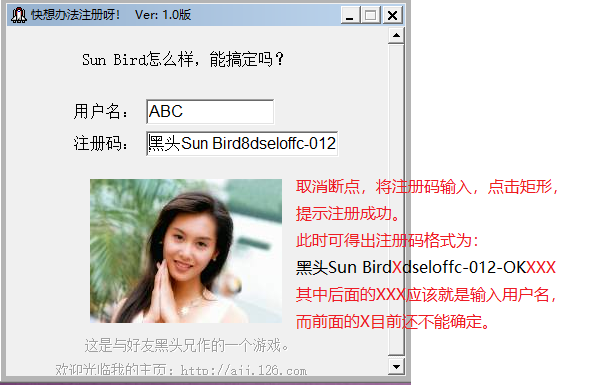 快想办法注册呀! Ver: 1.0版
Sun Bird怎么样，能搞定吗?
用户名： ABC
注册码： 黑头Sun Bird8dseloffc-012
取消断点，将注册码输入，点击矩形，
提示注册成功。
此时可得出注册码格式为：
黑头Sun BirdXdseloffc-012-OKXXX
其中后面的XXX应该就是输入用户名，
而前面的X目前还不能确定。
这是与好友黑头兄作的一个游戏。
欢迎光临我的主页：http://aij.126.com